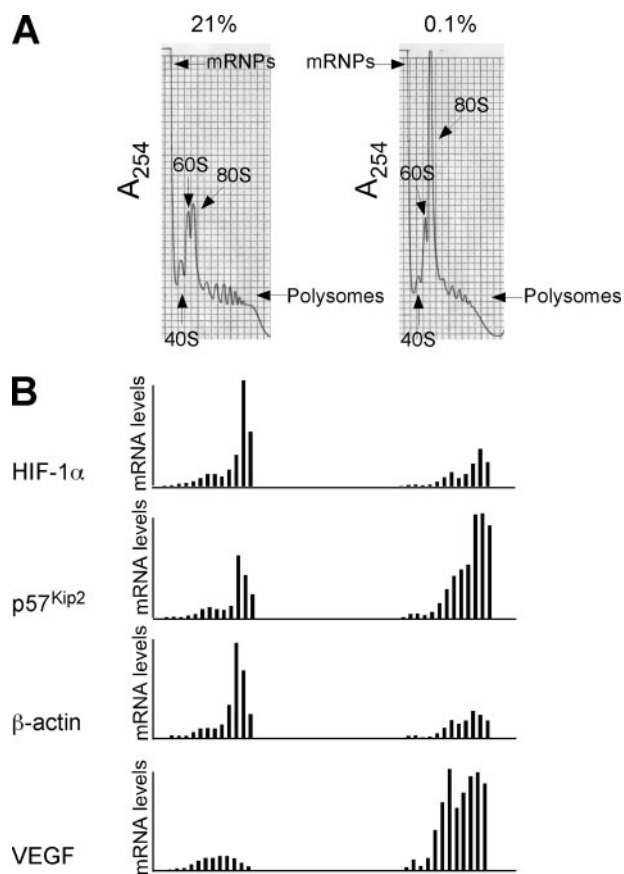 A
21%
0.1%
mRNPs
mRNPs
80S
60S
80S
60S
A254
A254
Polysomes
Polysomes
40S
40S
B
HIF-1α
mRNA levels
p57Kip2
mRNA levels
β-actin
mRNA levels
VEGF
mRNA levels